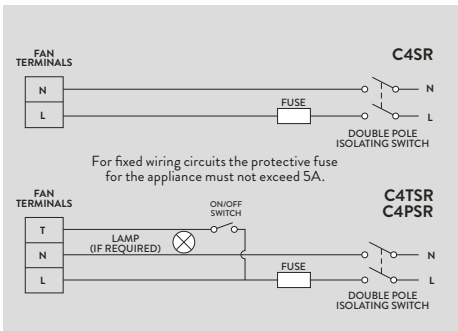 C4SR
FAN
TERMINALS
N
N
FUSE
L
L
DOUBLE POLE
ISOLATING SWITCH
For fixed wiring circuits the protective fuse
for the appliance must not exceed 5A.
C4TSR
C4PSR
FAN
TERMINALS
ON/OFF
SWITCH
T
LAMP
(IF REQUIRED)
N
N
FUSE
L
L
DOUBLE POLE
ISOLATING SWITCH